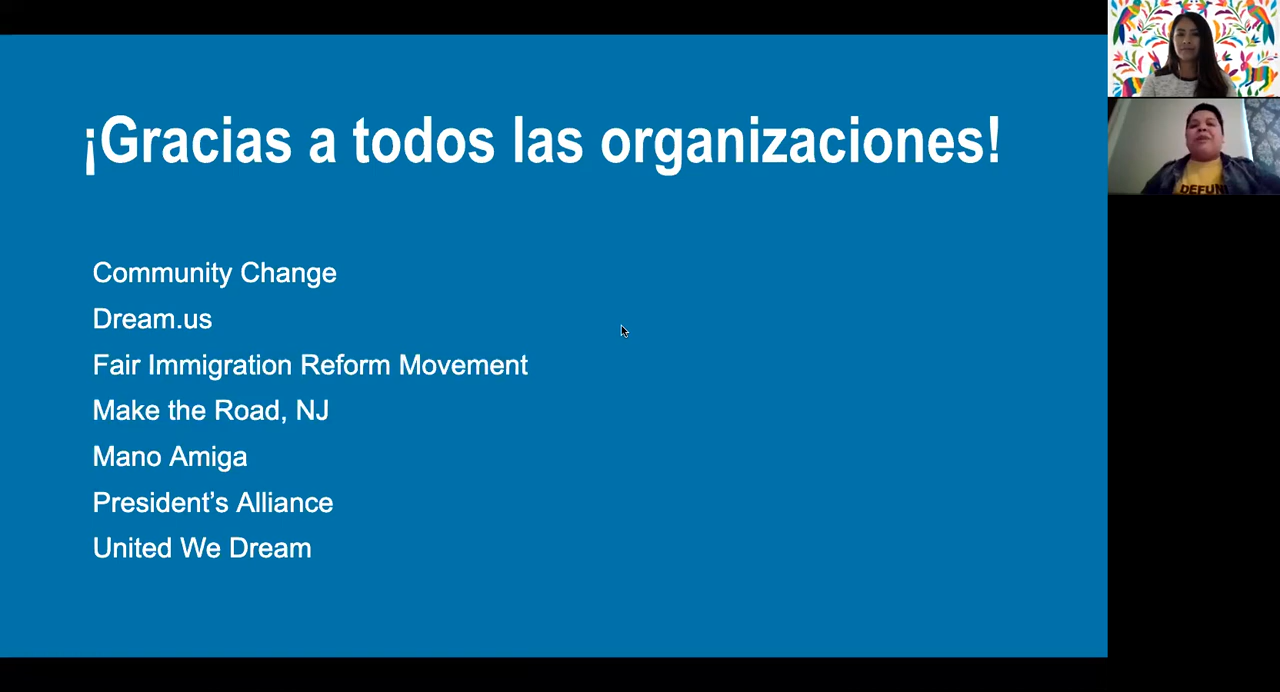 ¡Gracias a todos las organizaciones!
Community Change
Dream.us
Fair Immigration Reform Movement
Make the Road, NJ
Mano Amiga
President’s Alliance
United We Dream